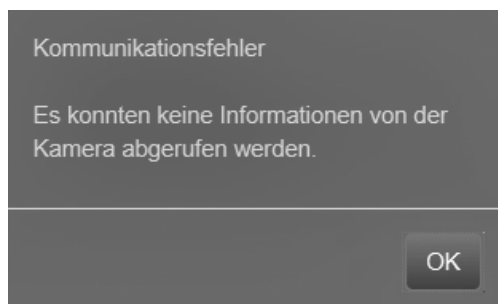 Kommunikationsfehler
Es konnten keine Informationen von der
Kamera abgerufen werden.
OK